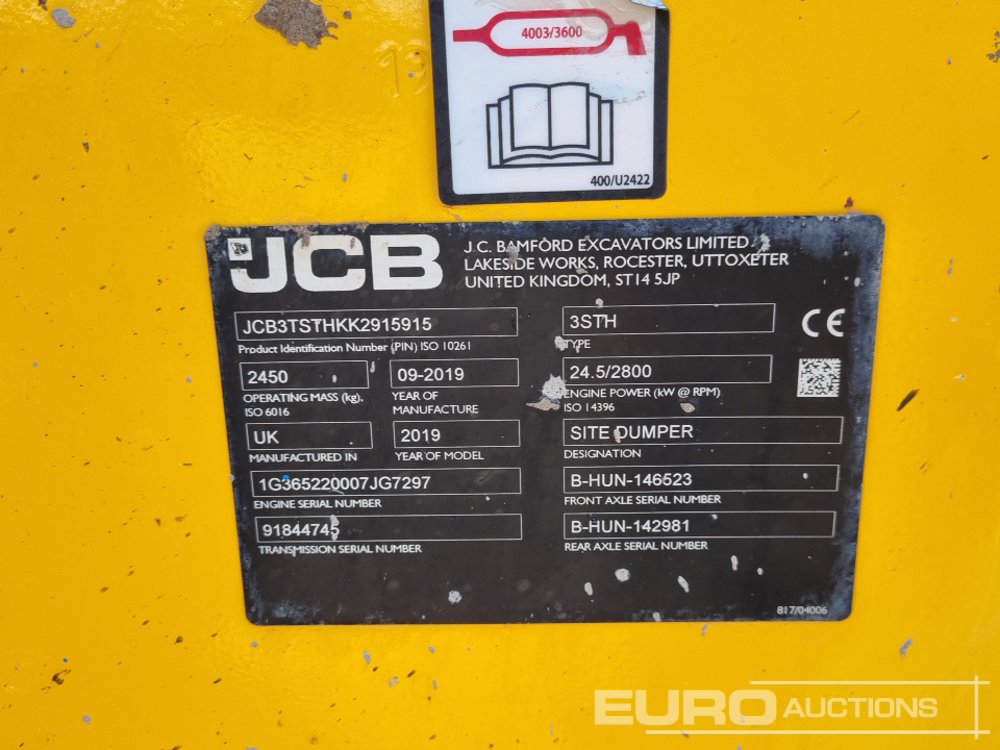 19
4003/3600
400/U2422
JCB
J.C. BAMFORD EXCAVATORS LIMITED
LAKESIDE WORKS, ROCESTER, UTTOXETER
UNITED KINGDOM, ST14 5JP
JCB3TSTHKK2915915
Product Identification Number (PIN) ISO 10261
3STH
TYPE
CE
2450
OPERATING MASS (kg),
ISO 6016
09-2019
YEAR OF
MANUFACTURE
24.5/2800
ENGINE POWER (kW @ RPM)
ISO 14396
UK
MANUFACTURED IN
2019
YEAR OF MODEL
SITE DUMPER
DESIGNATION
1G365220007JG7297
ENGINE SERIAL NUMBER
B-HUN-146523
FRONT AXLE SERIAL NUMBER
91844745
TRANSMISSION SERIAL NUMBER
B-HUN-142981
REAR AXLE SERIAL NUMBER
817/04006
EURO AUCTIONS